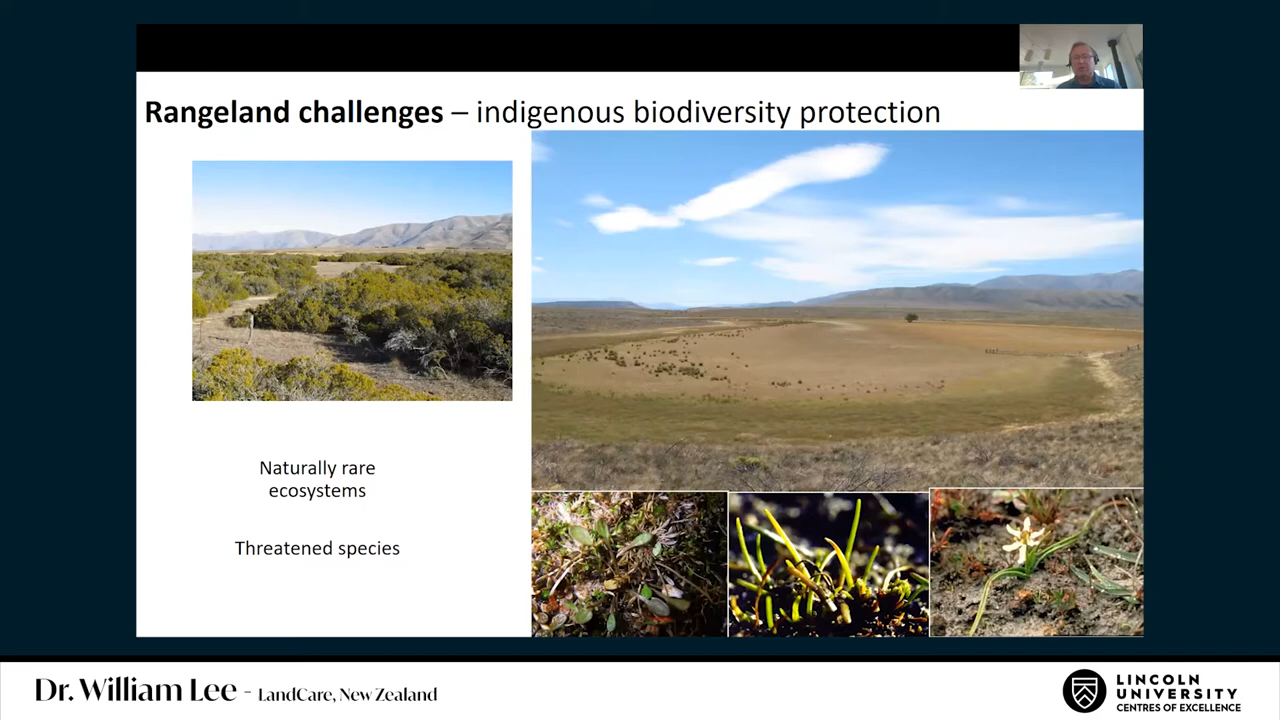 Rangeland challenges – indigenous biodiversity protection
Naturally rare
ecosystems
Threatened species
Dr. William Lee - LandCare, New Zealand
LINCOLN
UNIVERSITY
CENTRES OF EXCELLENCE